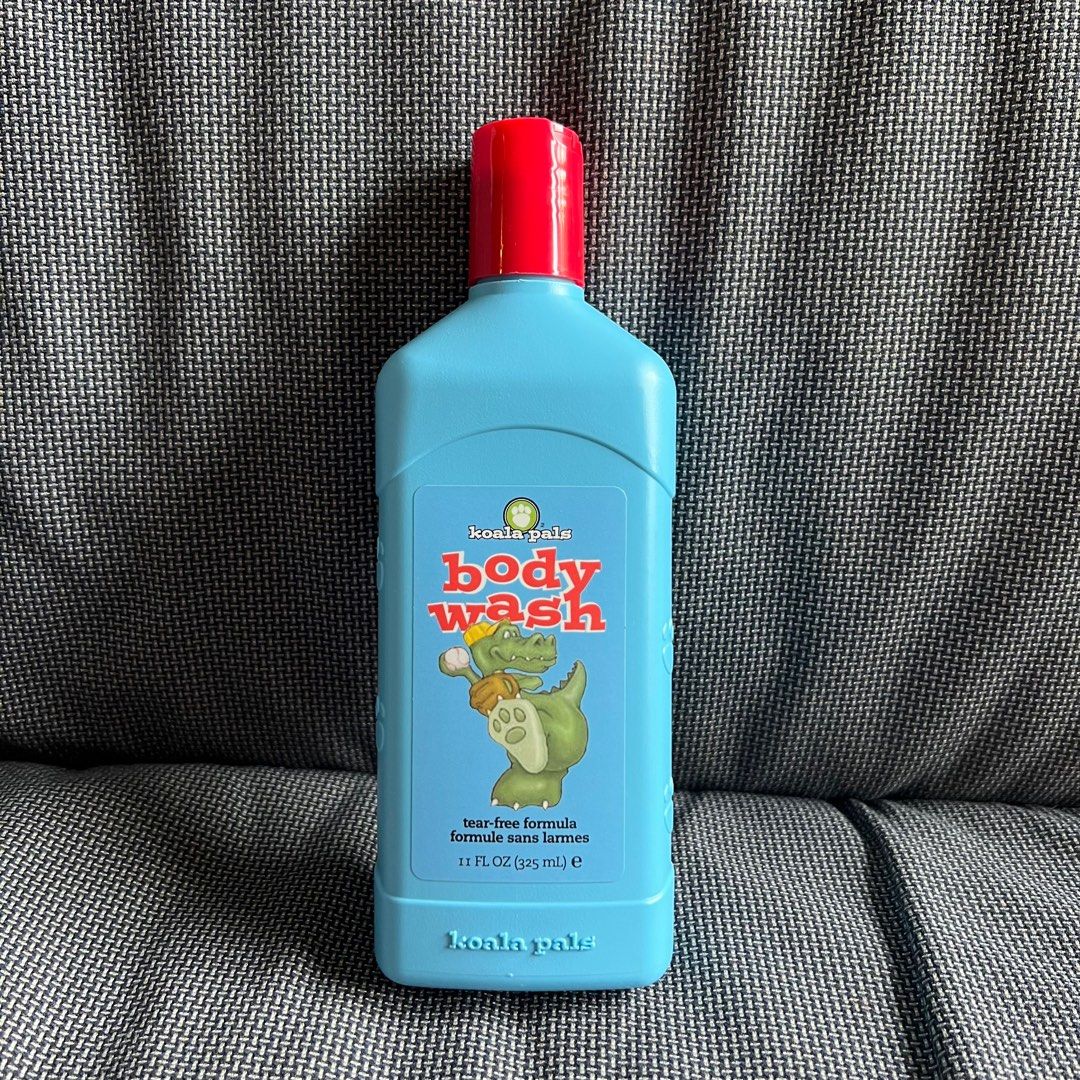 koala pals
body
wash
tear-free formula
formule sans larmes
11 FL OZ (325 mL) ℮
koala pals